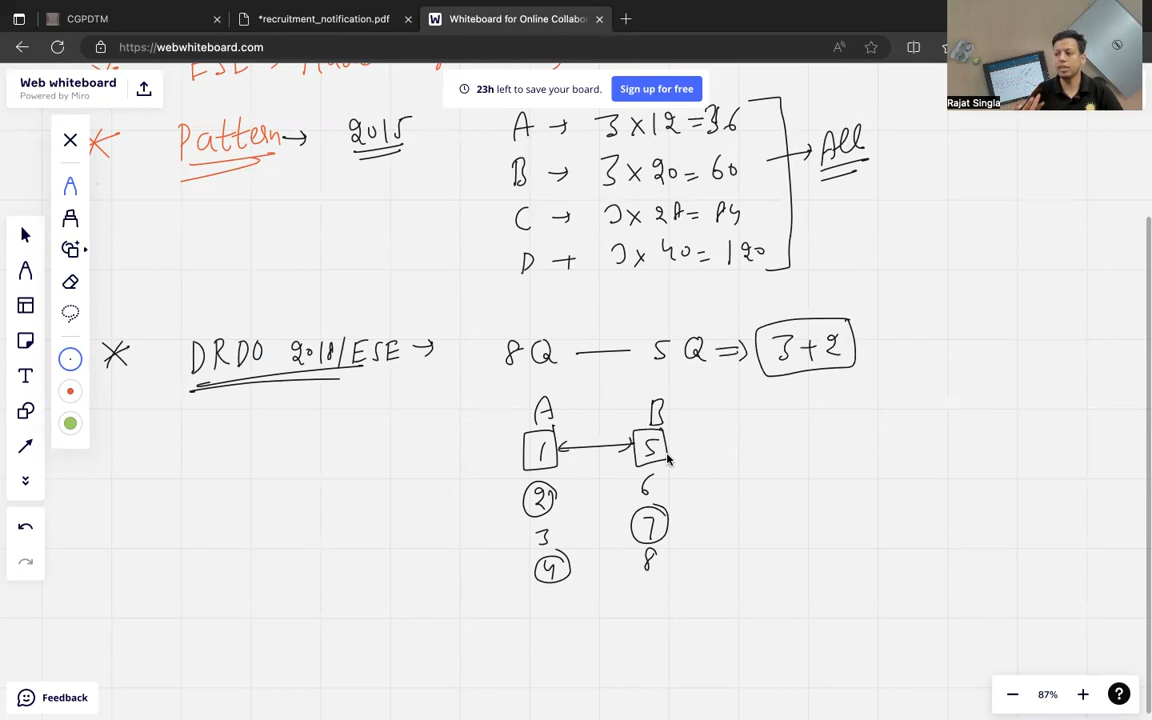 CGPDTM
*recruitment_notification.pdf
Whiteboard for Online Collabo
https://webwhiteboard.com
Rajat Singla
Web whiteboard
Powered by Miro
23h left to save your board.
Sign up for free
Pattern → 2015
A → 3 × 12 = 36
B → 3 × 20 = 60
C → 3 × 28 = 84
D → 3 × 40 = 120
→ All
DRDO 2018/ESE → 8Q — 5Q ⇒ 3+2
A B
1 5
2 6
3 7
4 8
Feedback
87%